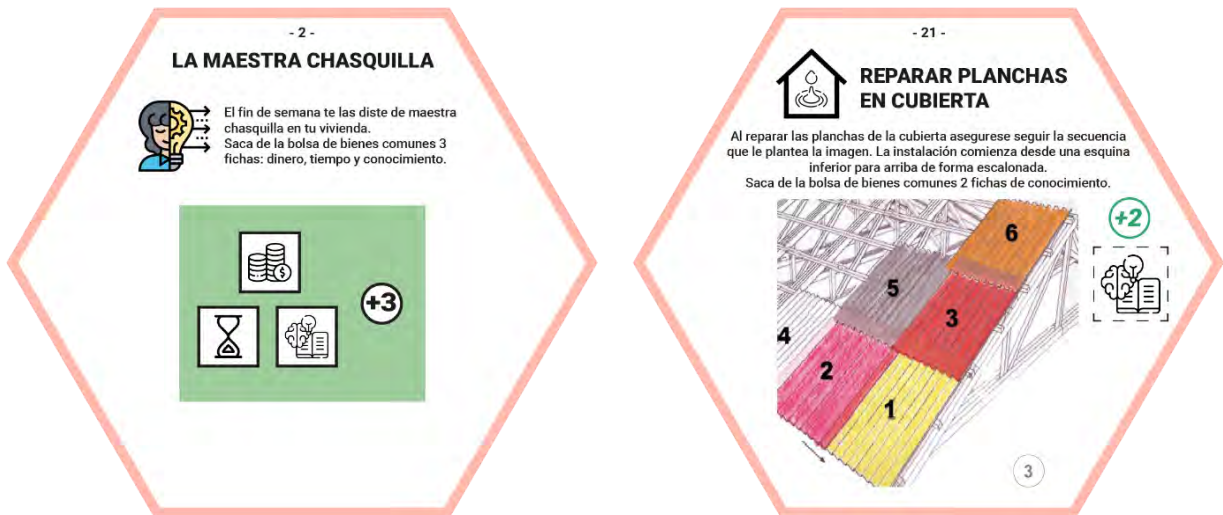 - 2 -
LA MAESTRA CHASQUILLA
El fin de semana te las diste de maestra
chasquilla en tu vivienda.
Saca de la bolsa de bienes comunes 3
fichas: dinero, tiempo y conocimiento.
+3
- 21 -
REPARAR PLANCHAS
EN CUBIERTA
Al reparar las planchas de la cubierta asegurese seguir la secuencia
que le plantea la imagen. La instalación comienza desde una esquina
inferior para arriba de forma escalonada.
Saca de la bolsa de bienes comunes 2 fichas de conocimiento.
+2
6
5
3
4
2
1
3